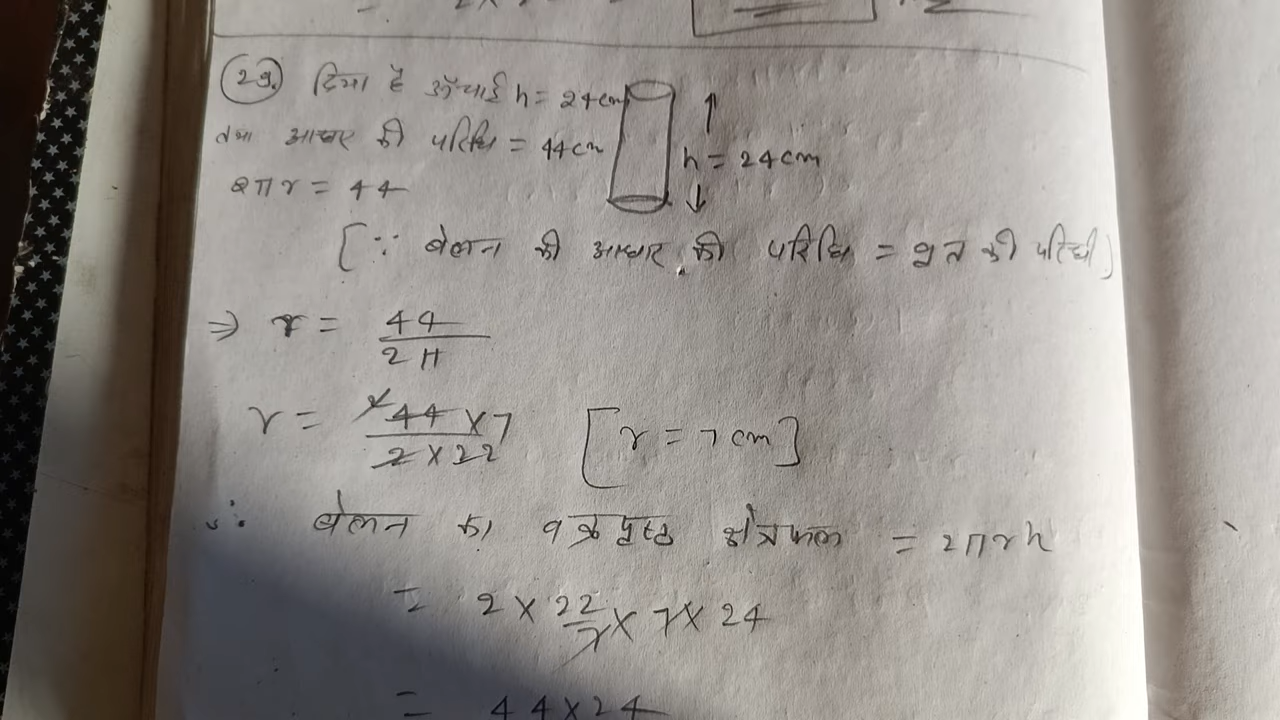 29. दिया है ऊँचाई h = 24cm
तथा आधार की परिधि = 44cm
h = 24cm
2πr = 44
[∵ बेलन की आधार की परिधि = वृत की परिधी]
⇒ r = 44/2π
r = 44×7/2×22 [r = 7cm]
∴ बेलन का वक्र पृष्ठ क्षेत्रफल = 2πrh
= 2 × 22/7 × 7 × 24
= 44×24